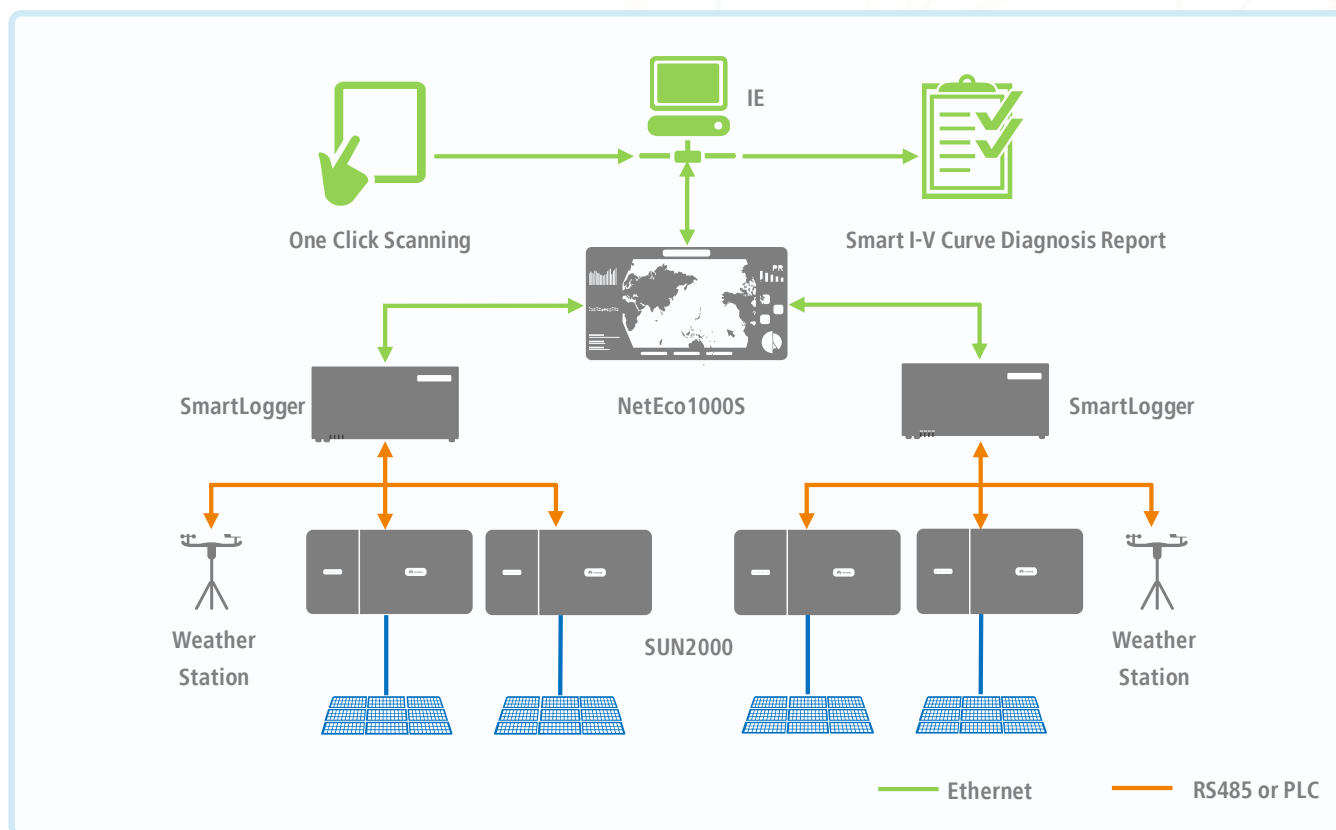 IE
One Click Scanning
Smart I-V Curve Diagnosis Report
PR
SmartLogger
NetEco1000S
SmartLogger
Weather
Station
SUN2000
Weather
Station
Ethernet
RS485 or PLC